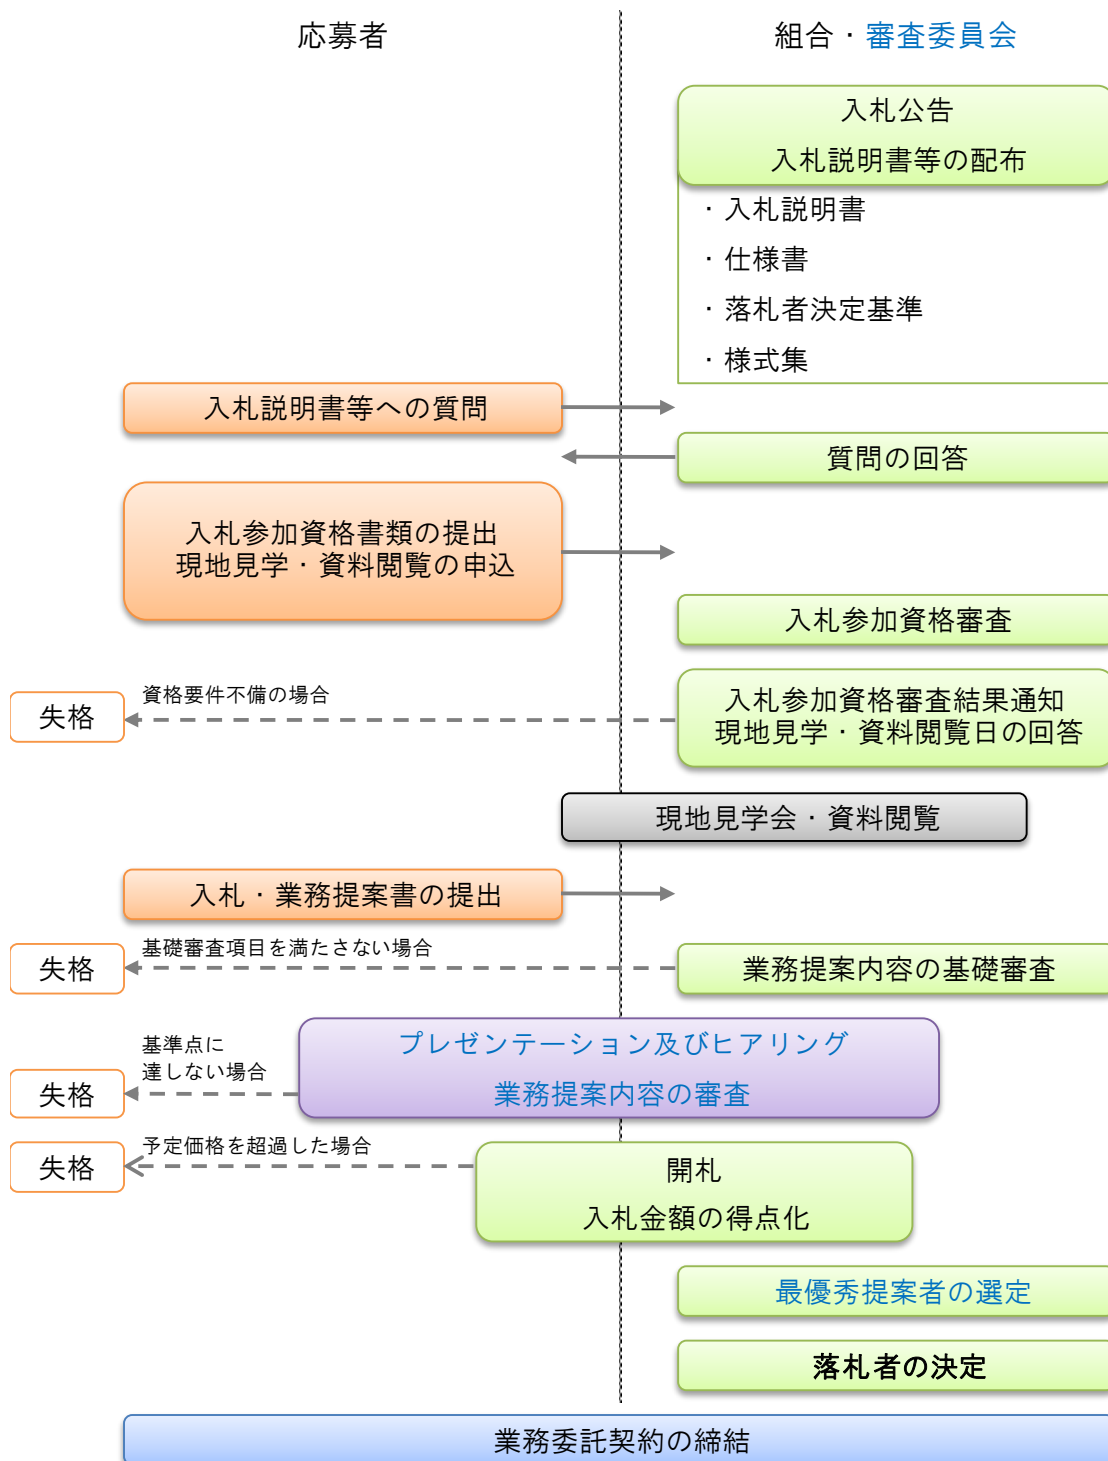 応募者
組合・審査委員会
入札公告
入札説明書等の配布
・入札説明書
・仕様書
・落札者決定基準
・様式集
入札説明書等への質問
質問の回答
入札参加資格書類の提出
現地見学・資料閲覧の申込
入札参加資格審査
失格
資格要件不備の場合
入札参加資格審査結果通知
現地見学・資料閲覧日の回答
現地見学会・資料閲覧
入札・業務提案書の提出
失格
基礎審査項目を満たさない場合
業務提案内容の基礎審査
失格
基準点に
達しない場合
プレゼンテーション及びヒアリング
業務提案内容の審査
失格
予定価格を超過した場合
開札
入札金額の得点化
最優秀提案者の選定
落札者の決定
業務委託契約の締結